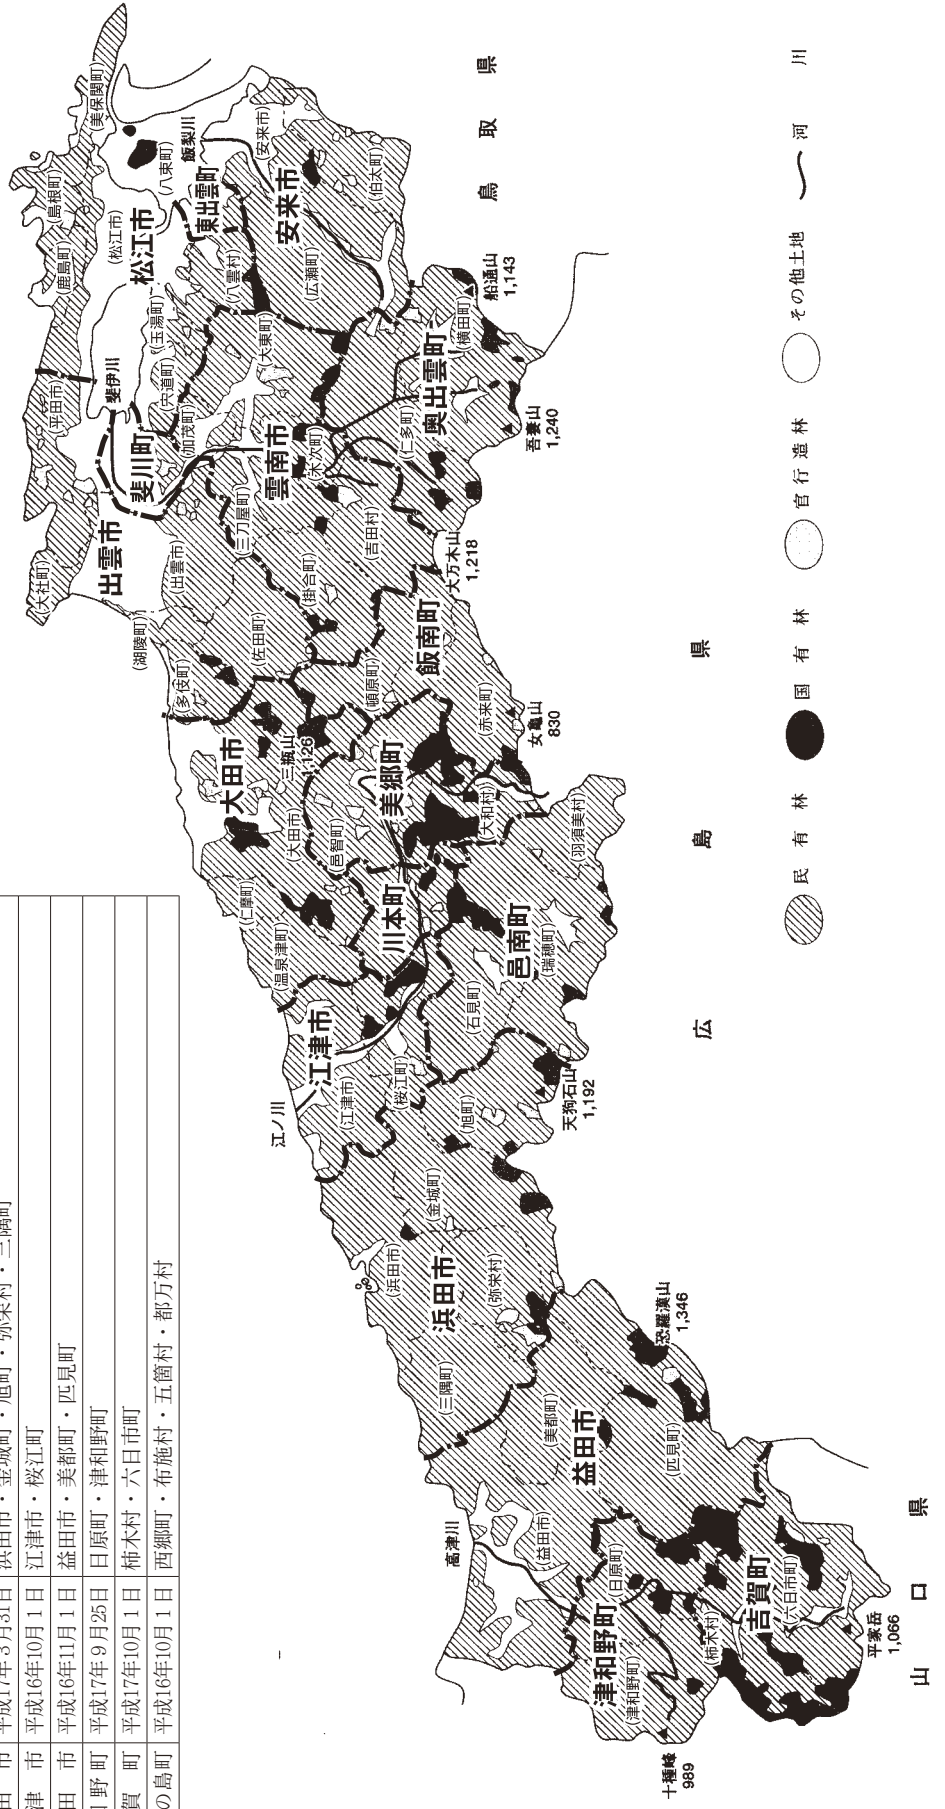 市 平成17年3月31日 浜田市・金城町・旭町・弥栄村・三隅町
津 市 平成16年10月1日 江津市・桜江町
田 市 平成16年11月1日 益田市・美都町・匹見町
野 町 平成17年9月25日 日原町・津和野町
賀 町 平成17年10月1日 柿木村・六日市町
の島町 平成16年10月1日 西郷町・布施村・五箇村・都万村
(美保関町)
(島根町)
(鹿島町)
(松江市)
松江市
(八束町)
飯梨川
東出雲町
(安来市)
安来市
(伯太町)
(八雲村)
(広瀬町)
(玉湯町)
(宍道町)
(平田市)
斐伊川
斐川町
(加茂町)
(大東町)
雲南市
(木次町)
(三刀屋町)
(吉田村)
(掛合町)
奥出雲町
(横田町)
(仁多町)
船通山
1,143
吾妻山
1,240
大万木山
1,218
出雲市
(大社町)
(出雲市)
(湖陵町)
(多伎町)
(佐田町)
飯南町
(頓原町)
(赤来町)
女亀山
830
大田市
三瓶山
1,126
(大田市)
(仁摩町)
(温泉津町)
美郷町
(邑智町)
(大和村)
川本町
邑南町
(羽須美村)
(瑞穂町)
(石見町)
江ノ川
江津市
(江津市)
(桜江町)
天狗石山
1,192
(旭町)
(金城町)
(浜田市)
浜田市
(弥栄村)
(三隅町)
恐羅漢山
1,346
益田市
(美都町)
(匹見町)
(益田市)
高津川
津和野町
(日原町)
(津和野町)
吉賀町
(柿木村)
(六日市町)
十種峰
989
平家岳
1,066
鳥取県
広島県
山口県
民有林
国有林
官行造林
その他土地
河川